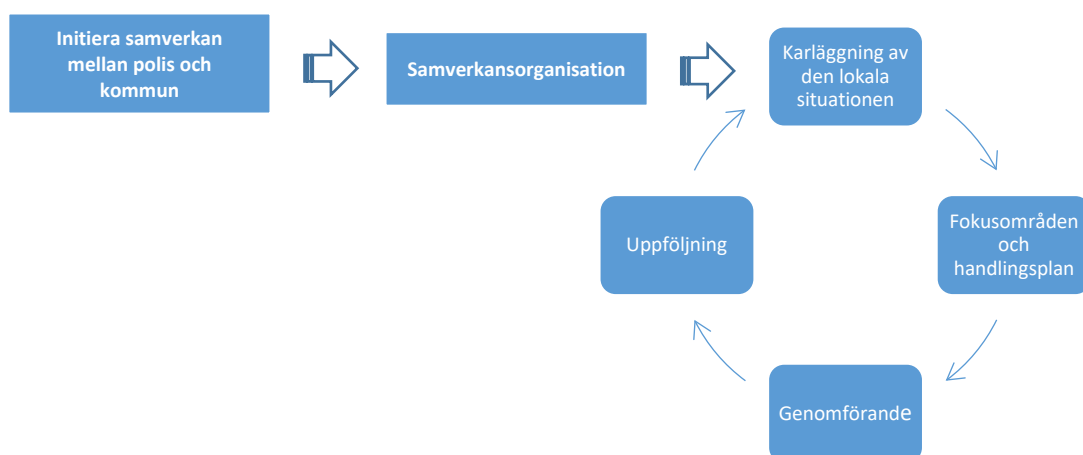 Initiera samverkan
mellan polis och
kommun
Samverkansorganisation
Karläggning av
den lokala
situationen
Fokusområden
och
handlingsplan
Genomförande
Uppföljning